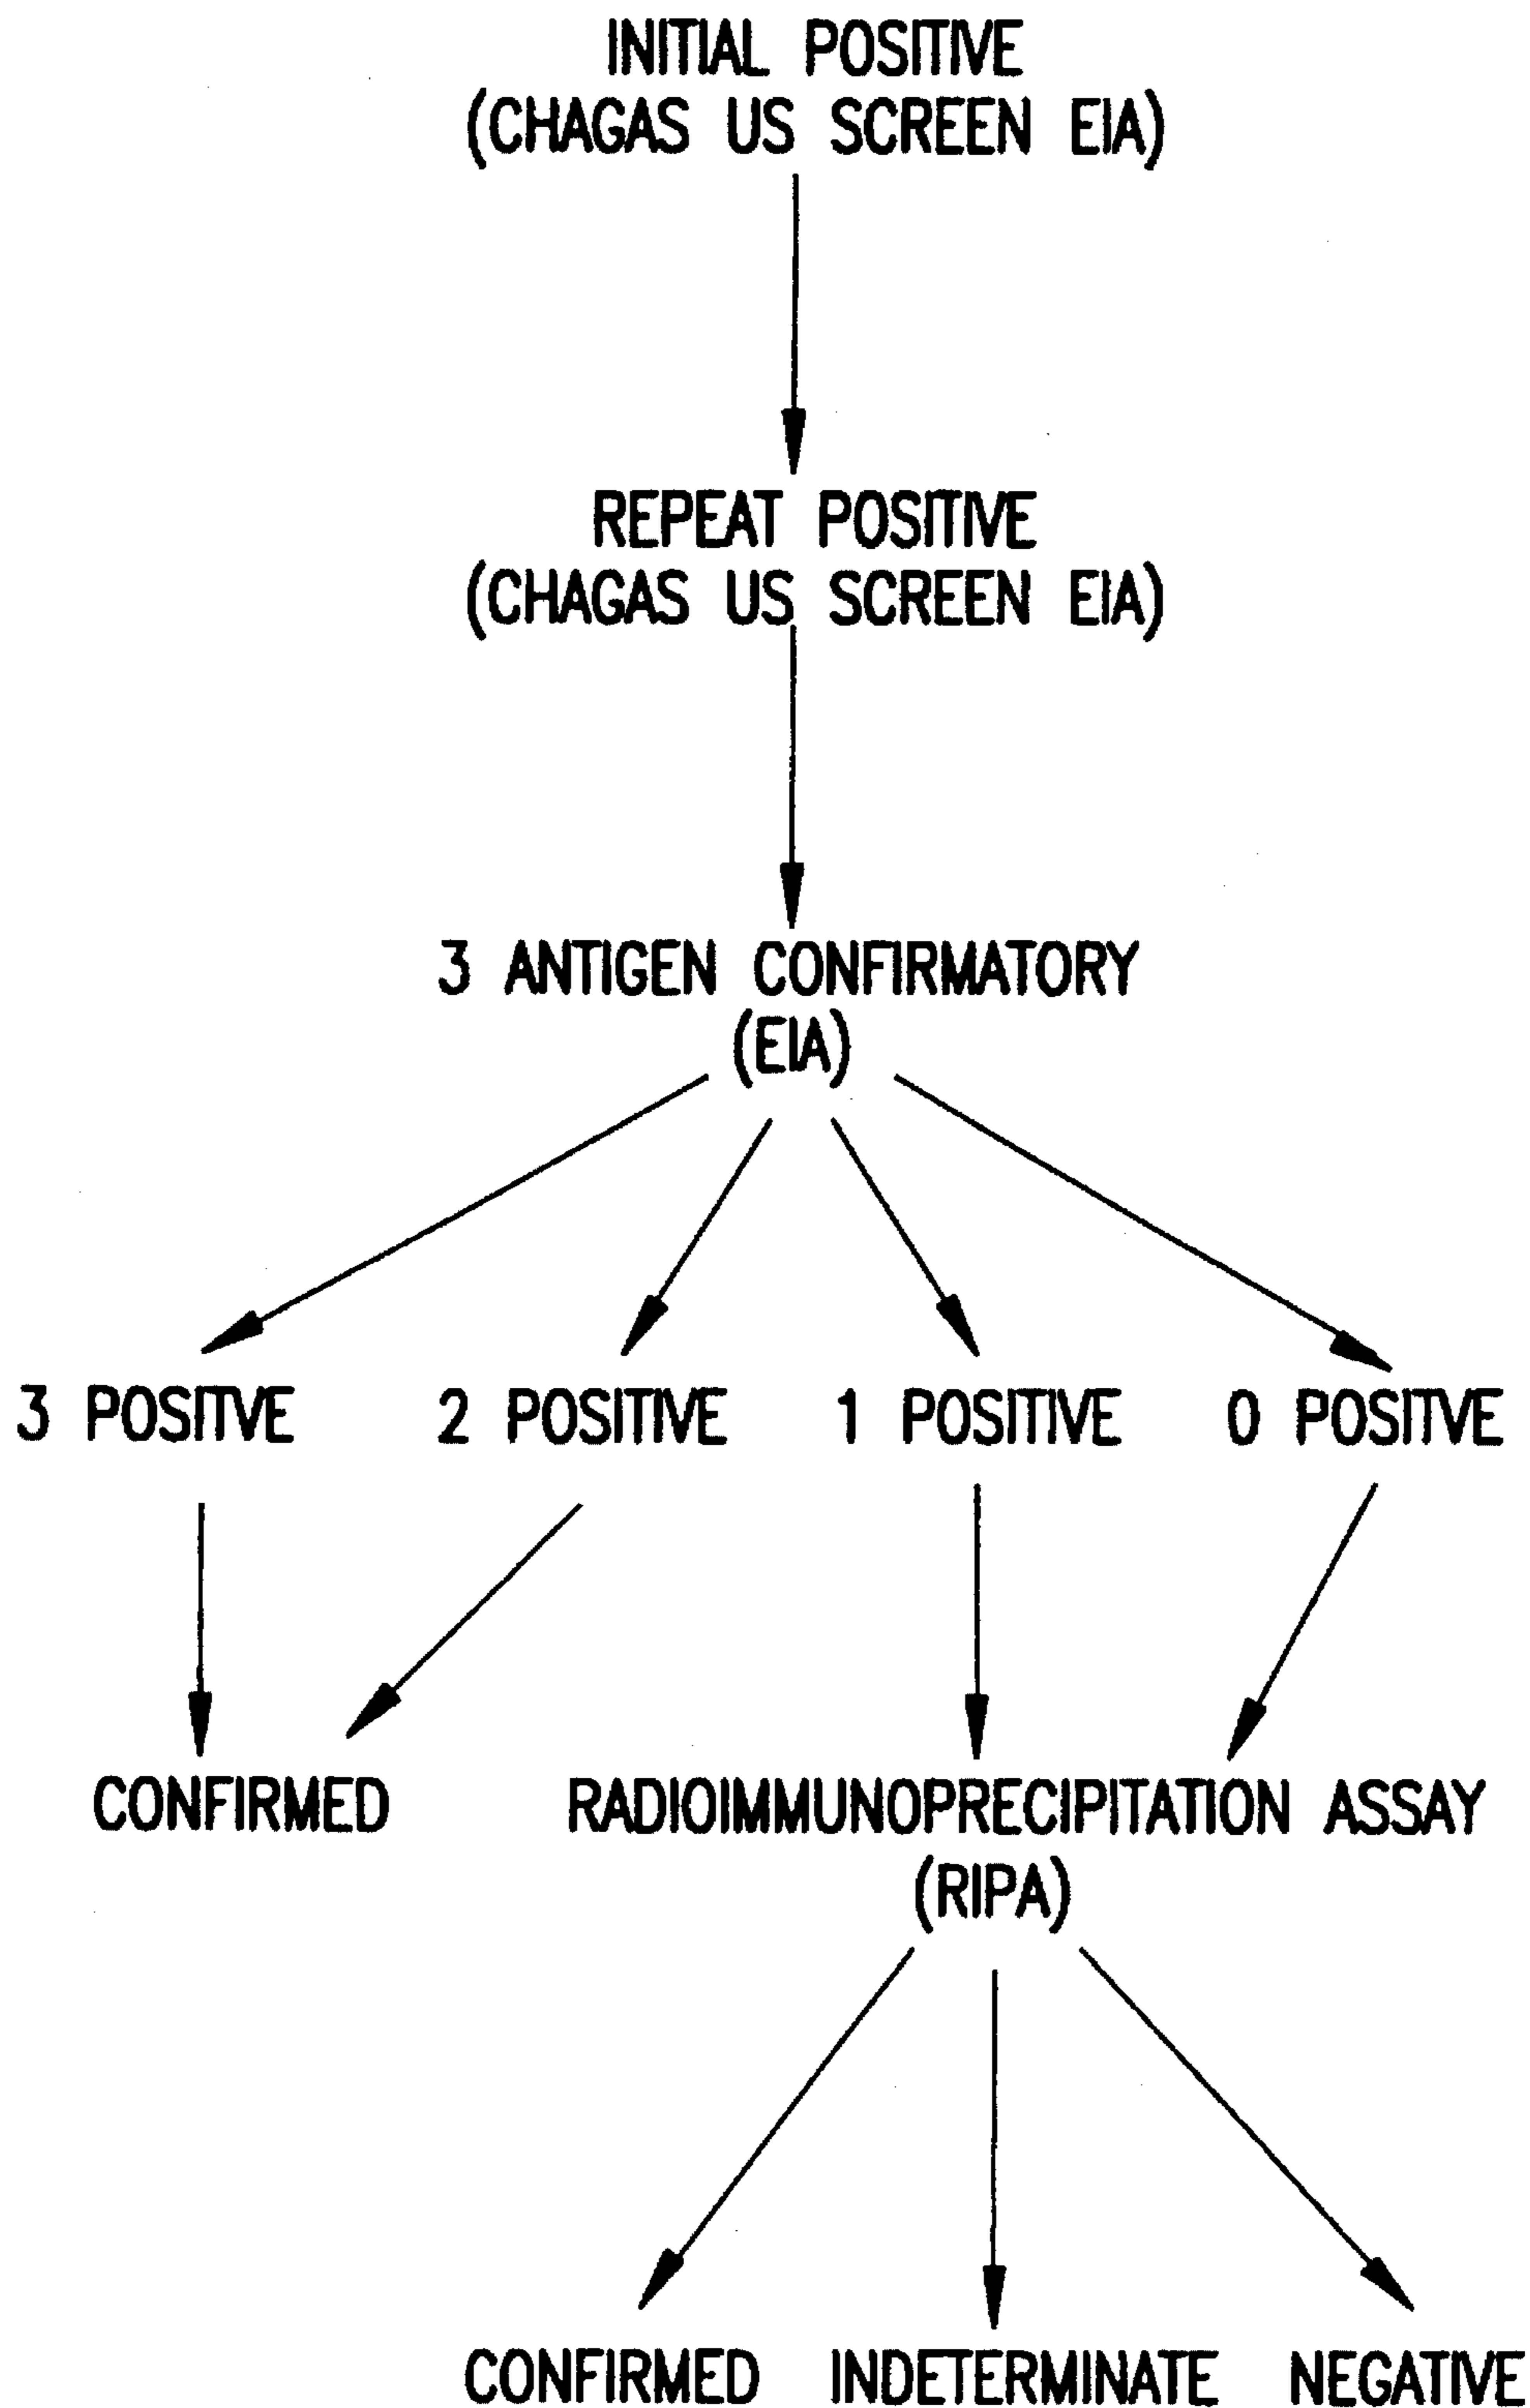 INITIAL POSITIVE
(CHAGAS US SCREEN EIA)
REPEAT POSITIVE
(CHAGAS US SCREEN EIA)
3 ANTIGEN CONFIRMATORY
(EIA)
3 POSITVE 2 POSITIVE 1 POSITIVE 0 POSITVE
CONFIRMED RADIOIMMUNOPRECIPITATION ASSAY
(RIPA)
CONFIRMED INDETERMINATE NEGATIVE